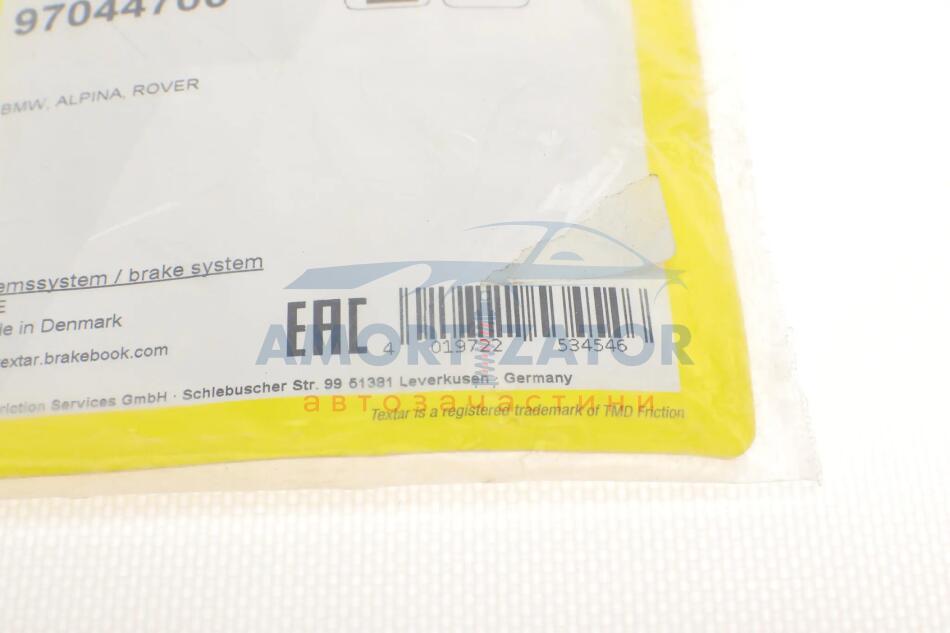 97044700
BMW, ALPINA, ROVER
emssystem / brake system
E
de in Denmark
textar.brakebook.com
EAC
4 019722 534546
AMORTIZATOR
автозапчастини
riction Services GmbH · Schlebuscher Str. 99 51381 Leverkusen · Germany
Textar is a registered trademark of TMD Friction